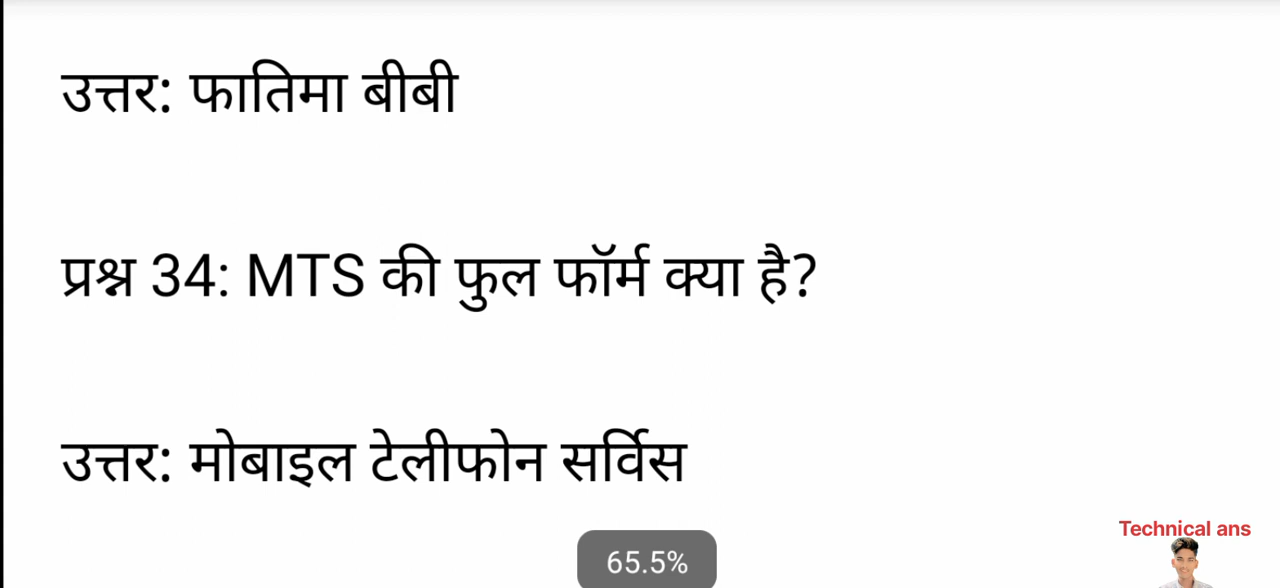 उत्तर: फातिमा बीबी
प्रश्न 34: MTS की फुल फॉर्म क्या है?
उत्तर: मोबाइल टेलीफोन सर्विस
65.5%
Technical ans